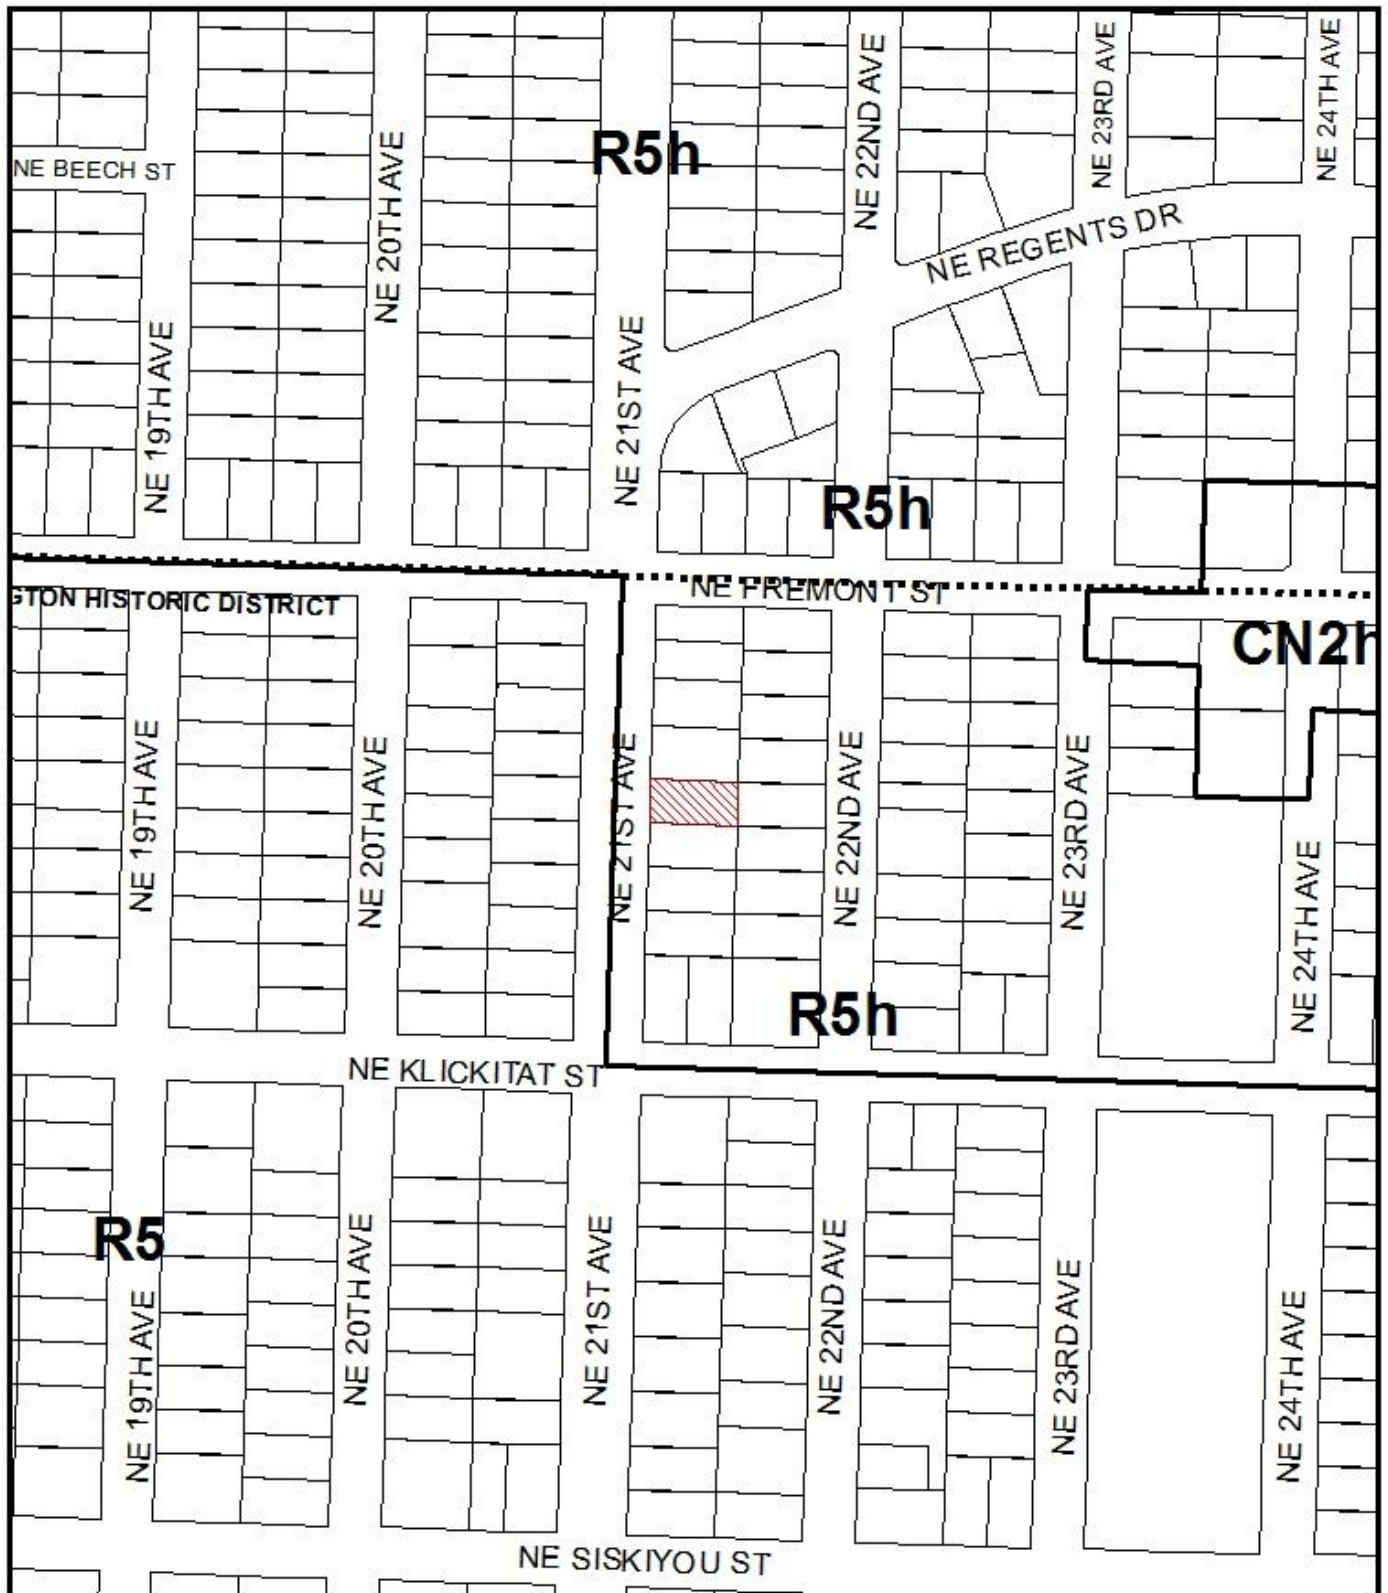 NE 23RD AVE
NE 24TH AVE
NE 22ND AVE
R5h
NE 20TH AVE
NE BEECH ST
NE REGENTS DR
NE 19TH AVE
NE 21ST AVE
R5h
NE FREMONT ST
GTON HISTORIC DISTRICT
CN2h
NE 19TH AVE
NE 20TH AVE
NE 21ST AVE
NE 22ND AVE
NE 23RD AVE
NE 24TH AVE
R5h
NE KLICKITAT ST
R5
NE 19TH AVE
NE 20TH AVE
NE 21ST AVE
NE 22ND AVE
NE 23RD AVE
NE 24TH AVE
NE SISKIYOU ST